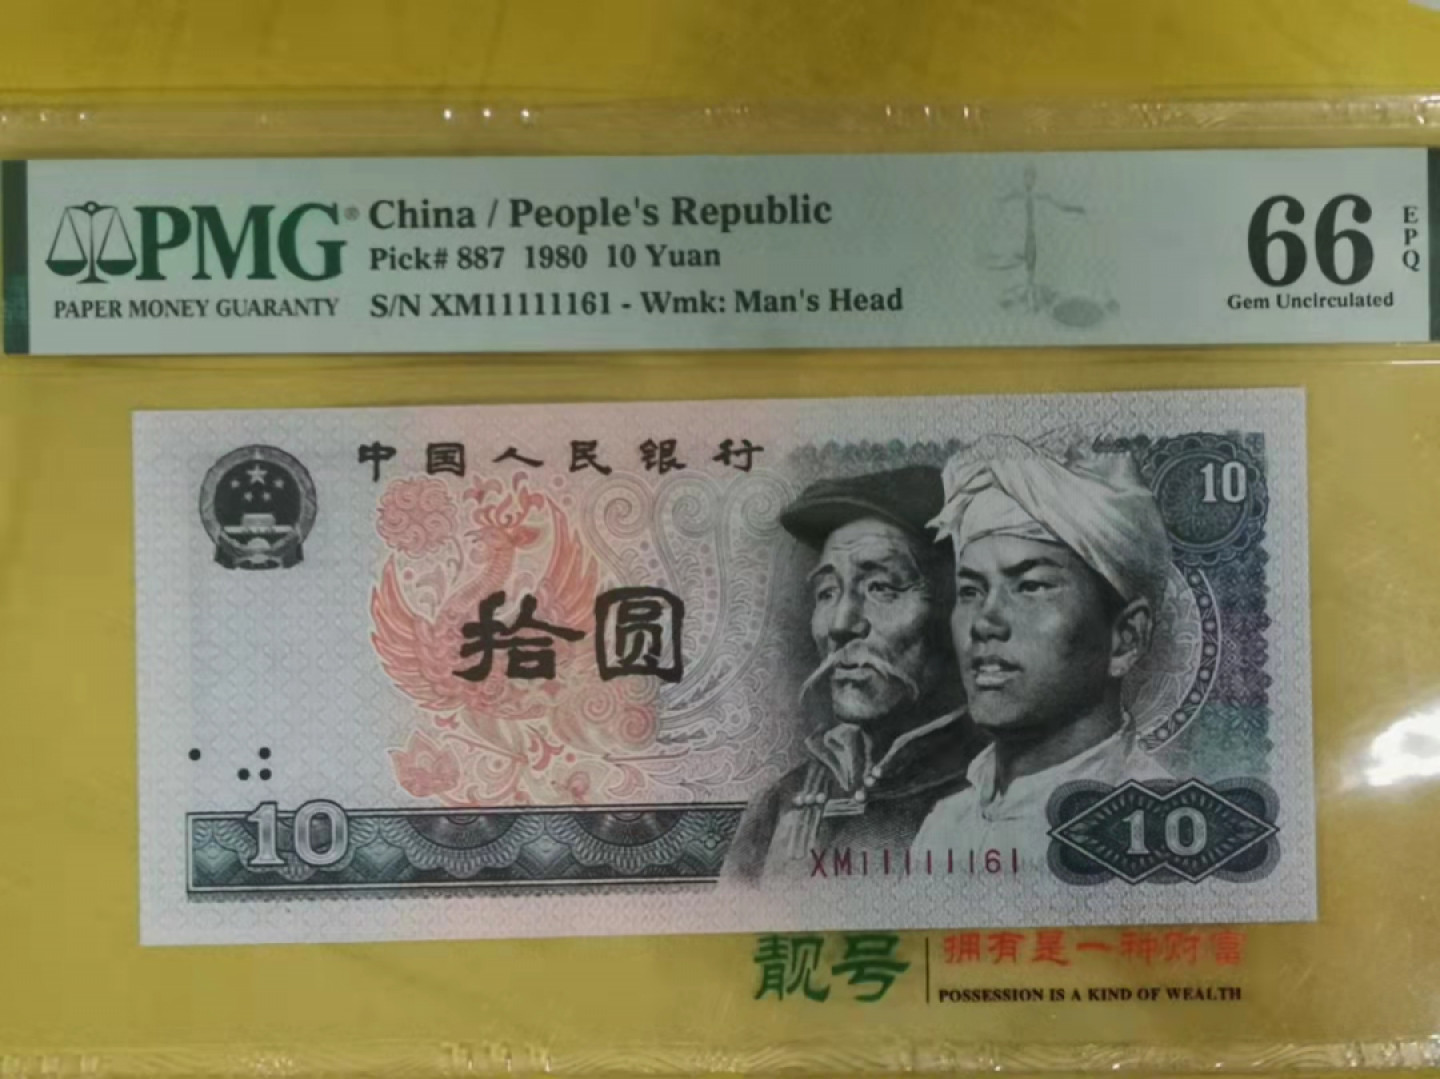 PMG® China / People's Republic
Pick# 887 1980 10 Yuan
PAPER MONEY GUARANTY
S/N XM11111161 - Wmk: Man's Head
66
EPQ
Gem Uncirculated
中国人民银行
10
拾圆
10
10
XM11111161
靓号
拥有是一种财富
POSSESSION IS A KIND OF WEALTH